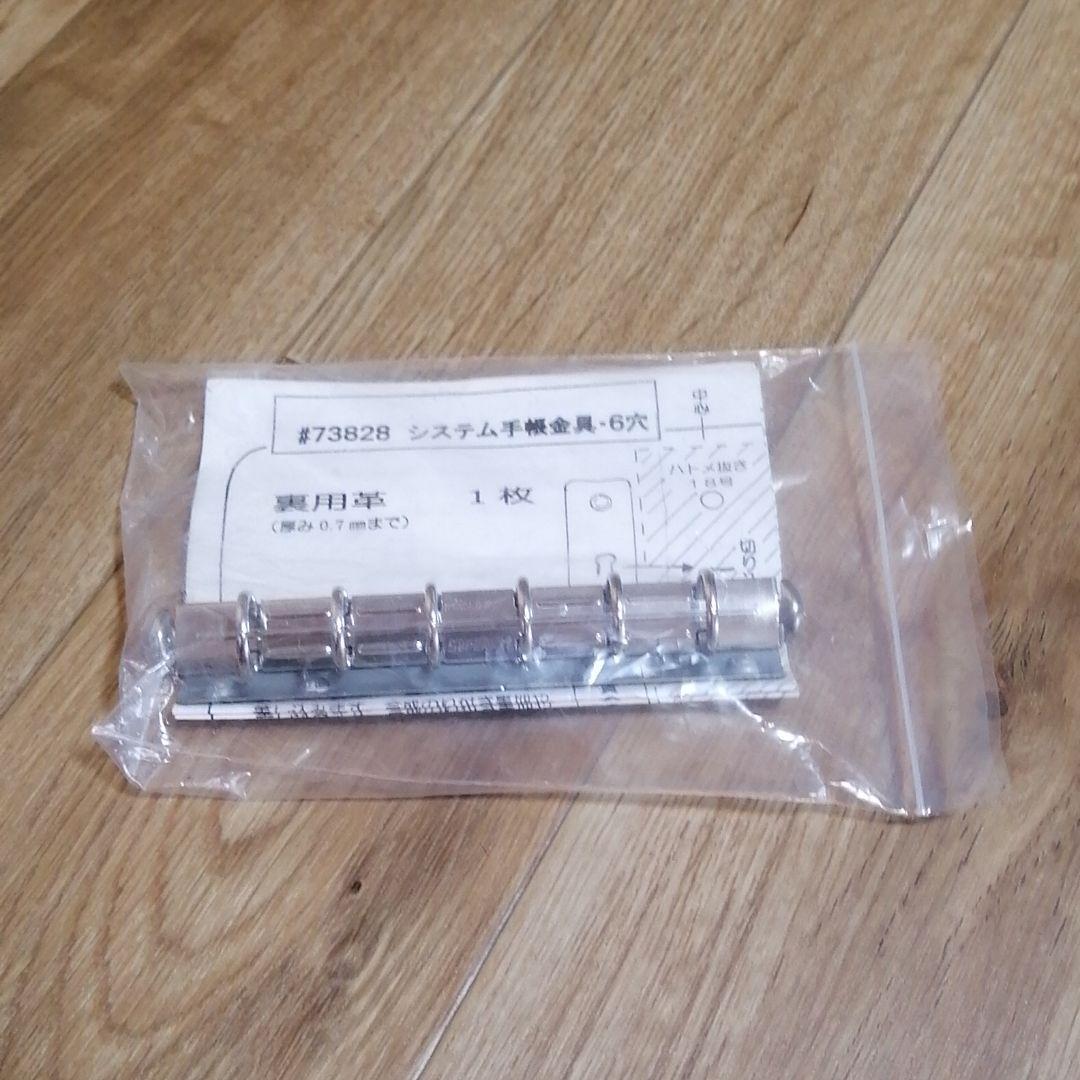 #73828 システム手帳金具・6穴
中心
ハトメ抜き
18号
裏用革 1枚
(厚み0.7㎜まで)